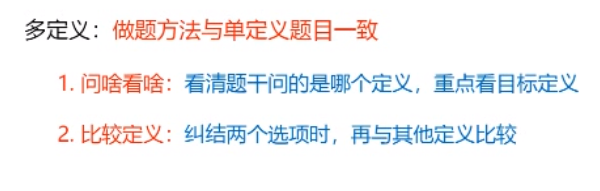 多定义：做题方法与单定义题目一致
1. 问啥看啥：看清题干问的是哪个定义，重点看目标定义
2. 比较定义：纠结两个选项时，再与其他定义比较